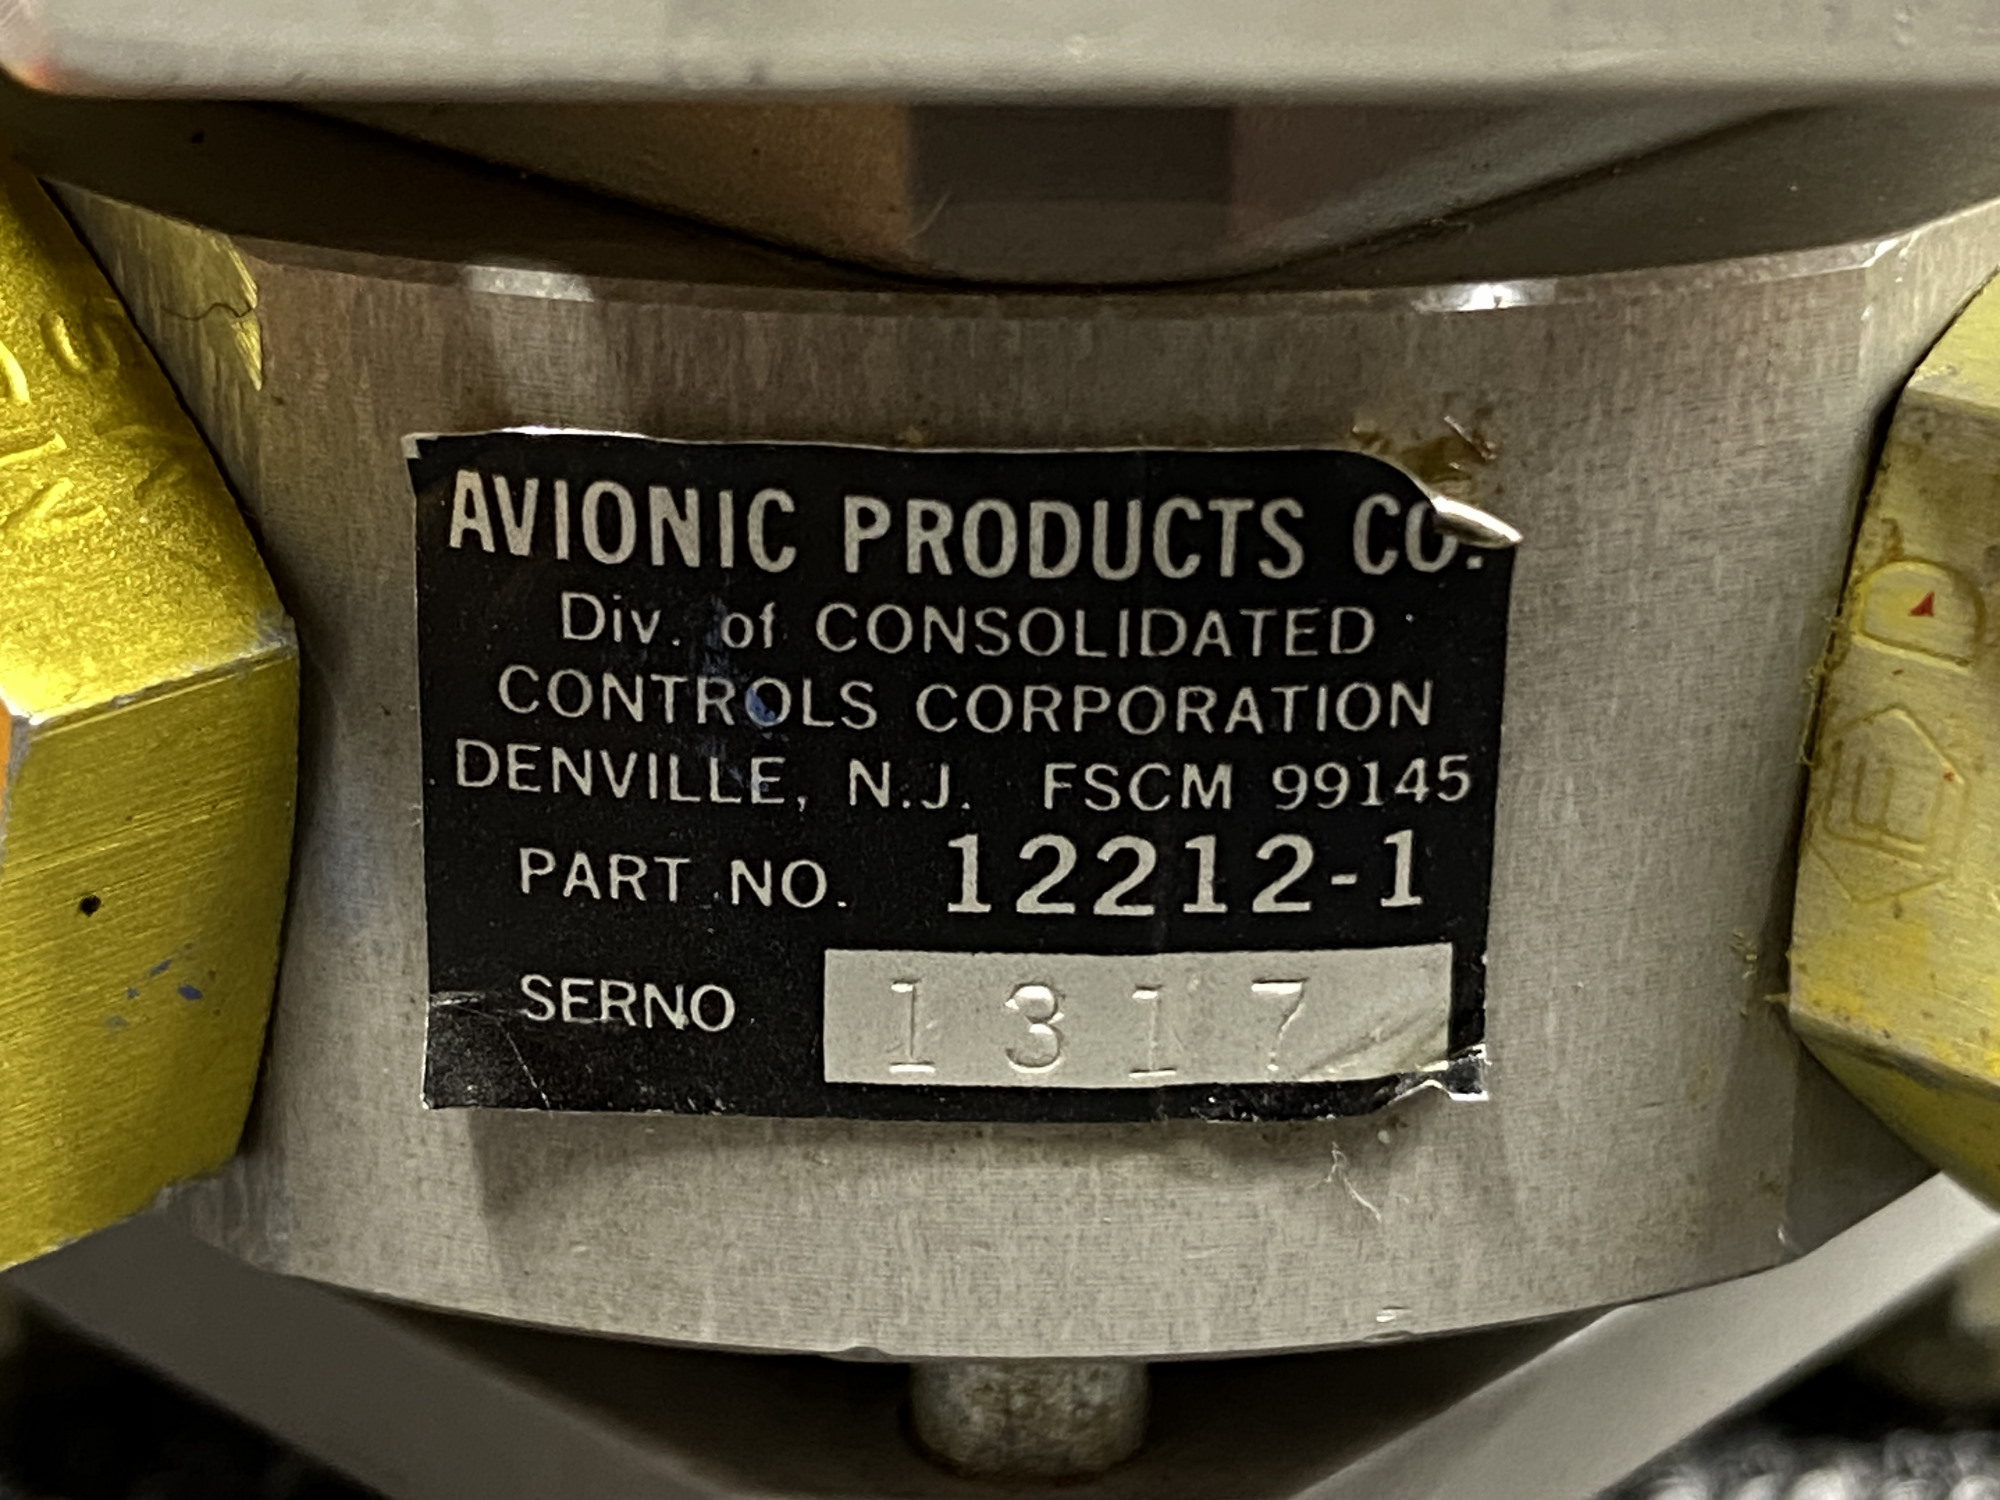 AVIONIC PRODUCTS CO.
Div. of CONSOLIDATED
CONTROLS CORPORATION
DENVILLE, N.J. FSCM 99145
PART NO. 12212-1
SERNO 1317